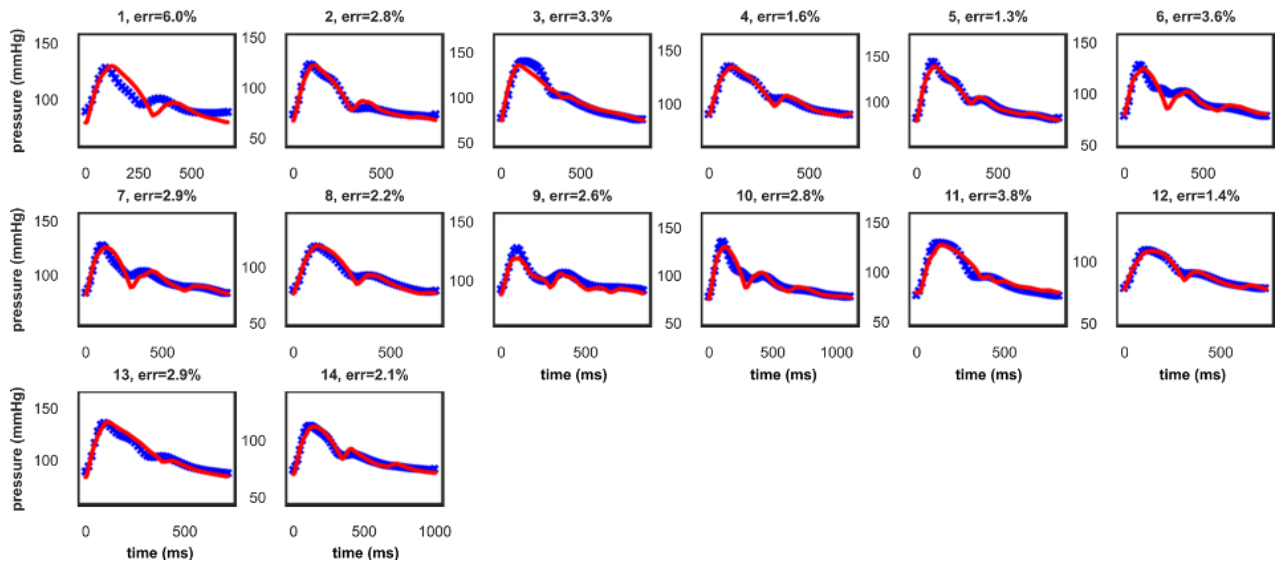 1, err=6.0% 2, err=2.8% 3, err=3.3% 4, err=1.6% 5, err=1.3% 6, err=3.6%
pressure (mmHg)
150 100
150 100 50
150 100 50
150 100
100
150 100 50
0 250 500
0 500
0 500
0 500
0 500
0 500
7, err=2.9% 8, err=2.2% 9, err=2.6% 10, err=2.8% 11, err=3.8% 12, err=1.4%
pressure (mmHg)
150 100
100 50
150 100
150 100 50
150 100 50
100 50
0 500
0 500
0 500
0 500 1000
0 500
0 500
time (ms) time (ms) time (ms) time (ms)
13, err=2.9% 14, err=2.1%
pressure (mmHg)
150 100
100 50
0 500
0 500 1000
time (ms) time (ms)